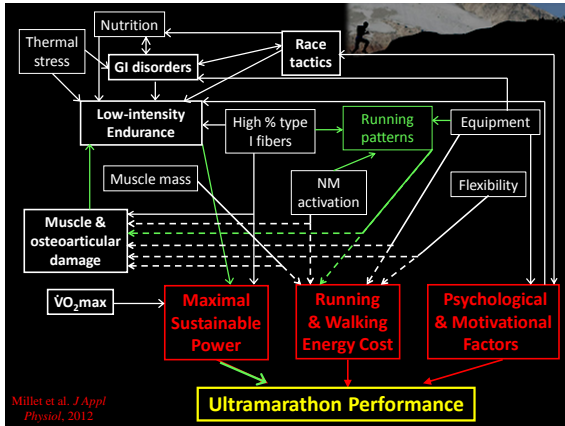 Nutrition
Thermal
stress
GI disorders
Race
tactics
Low-intensity
Endurance
High % type
I fibers
Running
patterns
Equipment
Muscle mass
NM
activation
Flexibility
Muscle &
osteoarticular
damage
V̇O₂max
Maximal
Sustainable
Power
Running
& Walking
Energy Cost
Psychological
& Motivational
Factors
Millet et al. J Appl
Physiol, 2012
Ultramarathon Performance